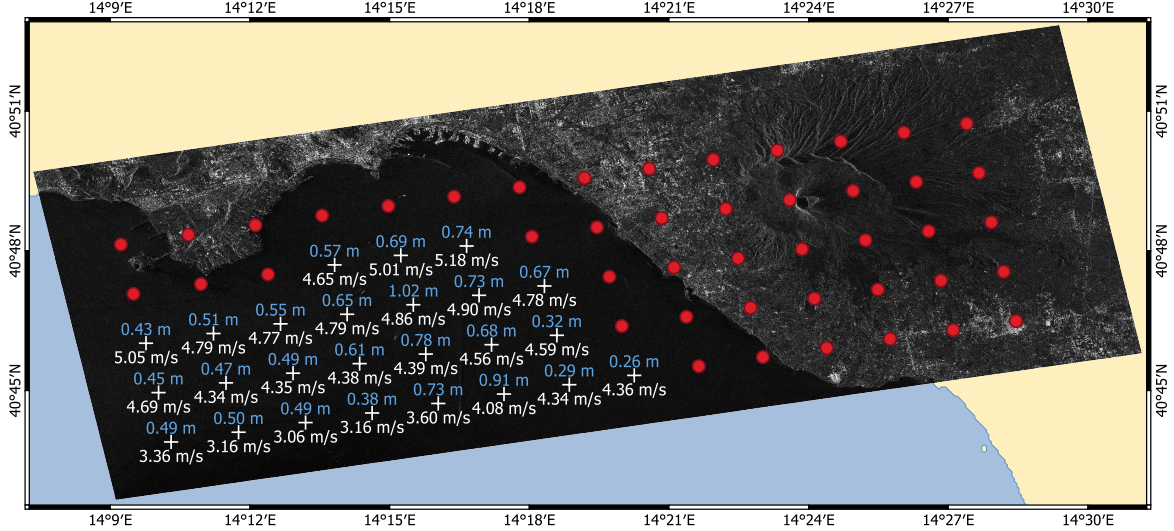 14°9′E 14°12′E 14°15′E 14°18′E 14°21′E 14°24′E 14°27′E 14°30′E
40°51′N 40°51′N
0.74 m
5.18 m/s
0.69 m
5.01 m/s
0.57 m
4.65 m/s
40°48′N 40°48′N
0.67 m
4.78 m/s
0.73 m
4.90 m/s
1.02 m
4.86 m/s
0.65 m
4.79 m/s
0.55 m
4.77 m/s
0.51 m
4.79 m/s
0.43 m
5.05 m/s
0.32 m
4.59 m/s
0.68 m
4.56 m/s
0.78 m
4.39 m/s
0.61 m
4.38 m/s
0.49 m
4.35 m/s
0.47 m
4.34 m/s
0.45 m
4.69 m/s
0.26 m
4.36 m/s
0.29 m
4.34 m/s
0.91 m
4.08 m/s
0.73 m
3.60 m/s
0.38 m
3.16 m/s
0.49 m
3.06 m/s
0.50 m
3.16 m/s
0.49 m
3.36 m/s
40°45′N 40°45′N
14°9′E 14°12′E 14°15′E 14°18′E 14°21′E 14°24′E 14°27′E 14°30′E